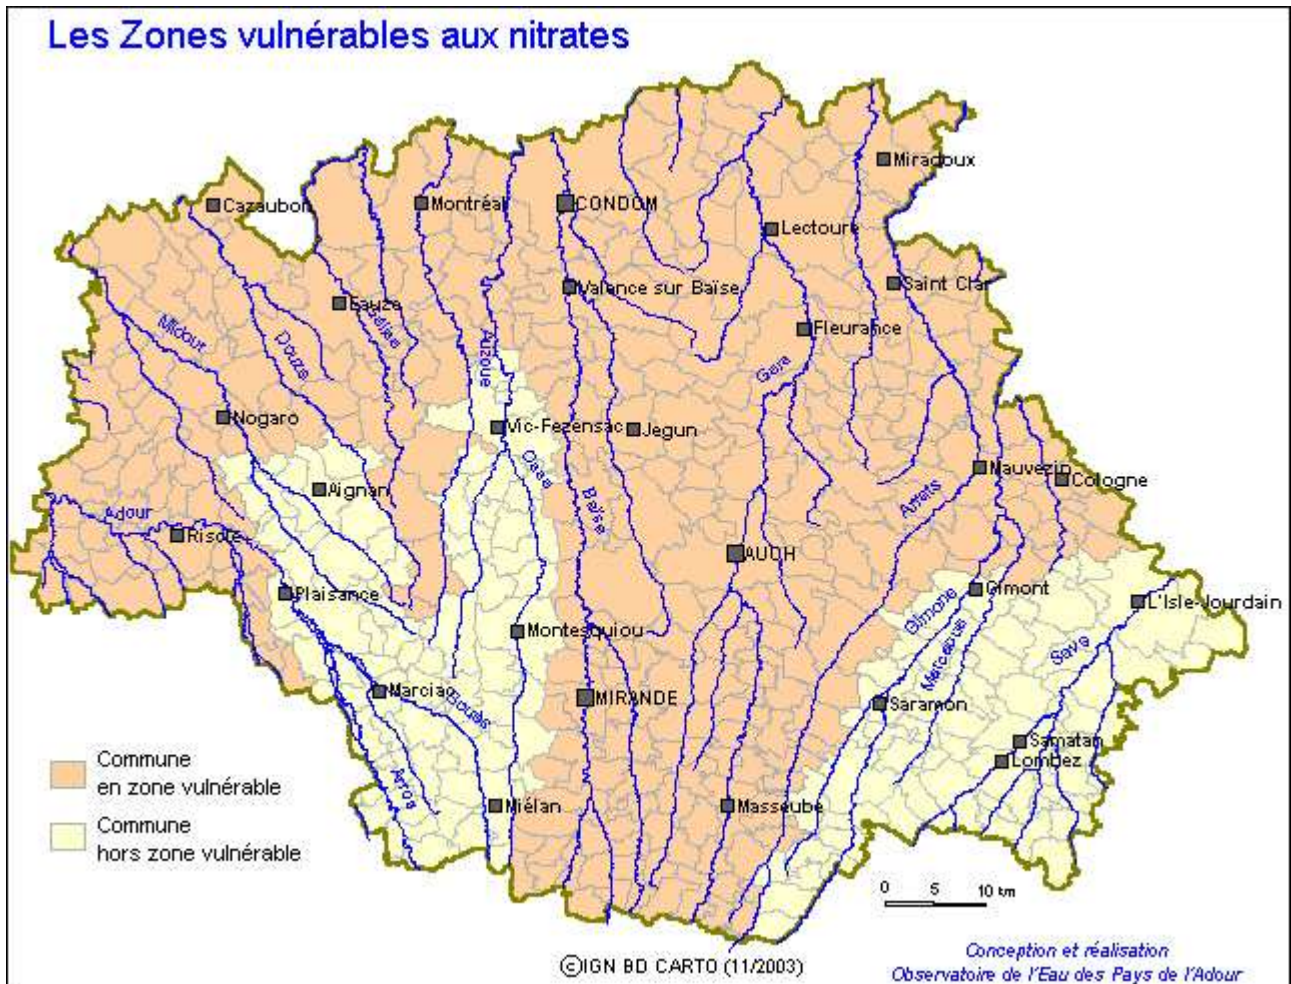 Les Zones vulnérables aux nitrates
Miradoux
Cazaubon
Montréal
CONDOM
Lectoure
Saint Clar
Valence sur Baïse
Eauze
Fleurance
Midour
Douze
Auzoue
Gers
Nogaro
Vic-Fezensac
Jegun
Osse
Mauvezin
Cologne
Aignan
Arrats
Baïse
Adour
Riscle
AUCH
Plaisance
Gimont
Gimone
L'Isle-Jourdain
Montesquiou
Save
Marcaoue
Marciac
Bouès
MIRANDE
Saramon
Samatan
Lombez
Commune
en zone vulnérable
Arros
Miélan
Masseube
Commune
hors zone vulnérable
0 5 10 km
Conception et réalisation
©IGN BD CARTO (11/2003)
Observatoire de l'Eau des Pays de l'Adour